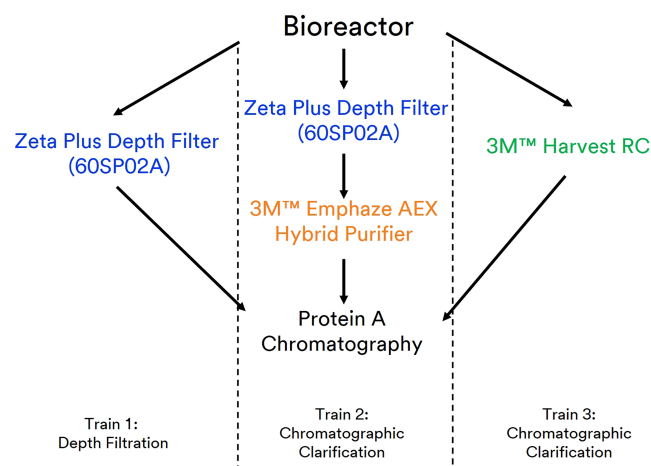 Bioreactor
Zeta Plus Depth Filter
(60SP02A)
Zeta Plus Depth Filter
(60SP02A)
3M™ Harvest RC
3M™ Emphaze AEX
Hybrid Purifier
Protein A
Chromatography
Train 1:
Depth Filtration
Train 2:
Chromatographic
Clarification
Train 3:
Chromatographic
Clarification